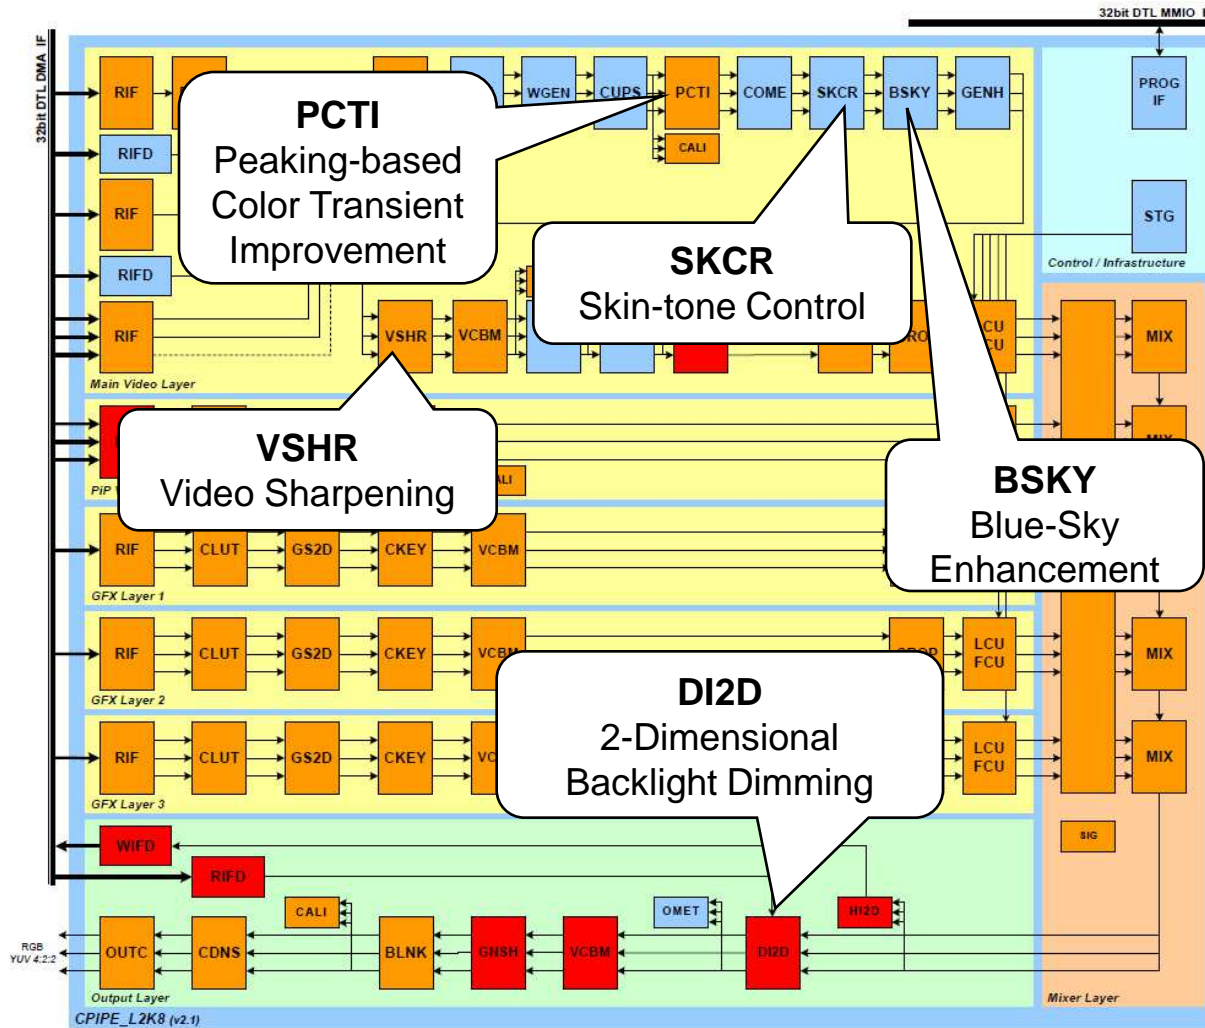 32bit DTL MMIO
32bit DTL DMA IF
RIF
WGEN
CUPS
PCTI
COME
SKCR
BSKY
GENH
PROG
IF
CALI
RIFD
RIF
STG
RIFD
Control / Infrastructure
PCTI
Peaking-based
Color Transient
Improvement
SKCR
Skin-tone Control
RIF
VSHR
VCBM
MIX
Main Video Layer
VSHR
Video Sharpening
BSKY
Blue-Sky
Enhancement
RIF
CLUT
GS2D
CKEY
VCBM
GFX Layer 1
RIF
CLUT
GS2D
CKEY
LCU
FCU
MIX
GFX Layer 2
DI2D
2-Dimensional
Backlight Dimming
RIF
CLUT
GS2D
CKEY
LCU
FCU
MIX
GFX Layer 3
SIG
WIFD
RIFD
CALI
OMET
HI2D
RGB
YUV 4:2:2
OUTC
CDNS
BLNK
GNSH
VCBM
DI2D
Output Layer
Mixer Layer
CPIPE_L2K8 (v2.1)